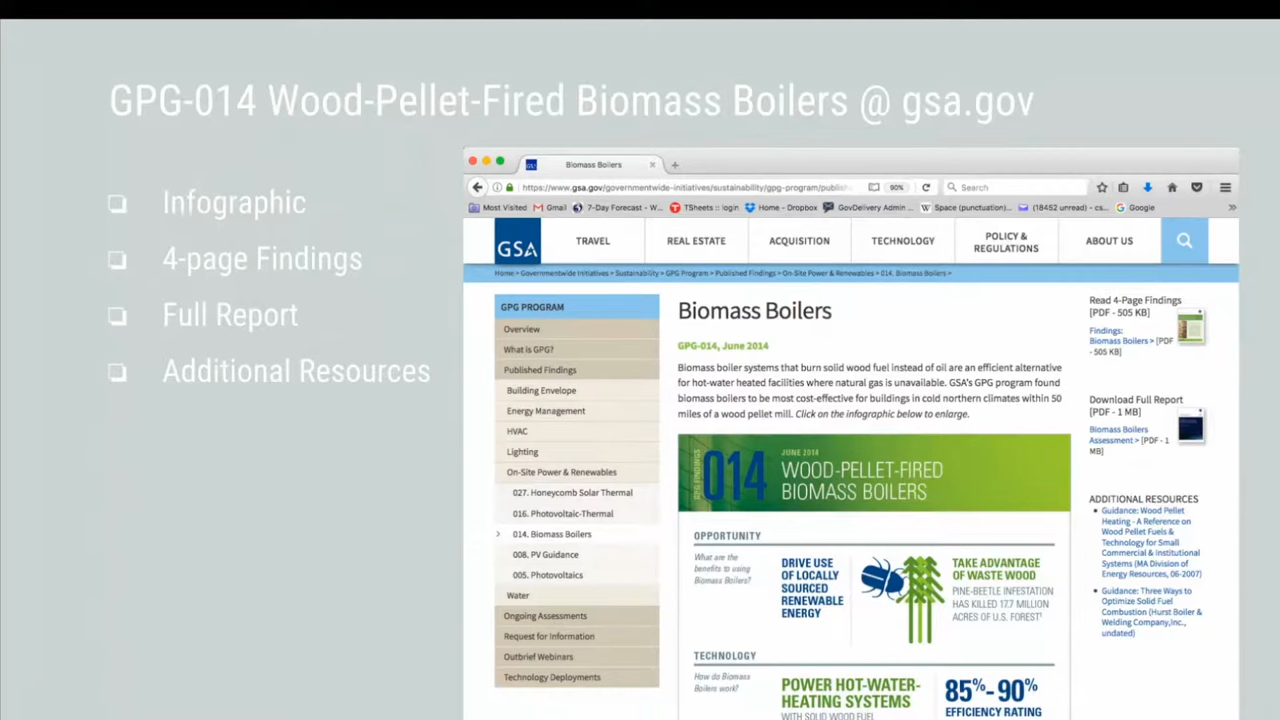 GPG-014 Wood-Pellet-Fired Biomass Boilers @ gsa.gov
Infographic
4-page Findings
Full Report
Additional Resources
Biomass Boilers
https://www.gsa.gov/governmentwide-initiatives/sustainability/gpg-program/publish
90%
Search
Most Visited
Gmail
7-Day Forecast - W...
TSheets :: login
Home - Dropbox
GovDelivery Admin ...
Space (punctuation)...
(18452 unread) - cs...
Google
GSA
TRAVEL
REAL ESTATE
ACQUISITION
TECHNOLOGY
POLICY &
REGULATIONS
ABOUT US
Home > Governmentwide Initiatives > Sustainability > GPG Program > Published Findings > On-Site Power & Renewables > 014. Biomass Boilers >
GPG PROGRAM
Overview
What is GPG?
Published Findings
Building Envelope
Energy Management
HVAC
Lighting
On-Site Power & Renewables
027. Honeycomb Solar Thermal
016. Photovoltaic-Thermal
014. Biomass Boilers
008. PV Guidance
005. Photovoltaics
Water
Ongoing Assessments
Request for Information
Outbrief Webinars
Technology Deployments
Biomass Boilers
GPG-014, June 2014
Biomass boiler systems that burn solid wood fuel instead of oil are an efficient alternative
for hot-water heated facilities where natural gas is unavailable. GSA's GPG program found
biomass boilers to be most cost-effective for buildings in cold northern climates within 50
miles of a wood pellet mill. Click on the infographic below to enlarge.
GPG FINDINGS
014
JUNE 2014
WOOD-PELLET-FIRED
BIOMASS BOILERS
OPPORTUNITY
What are the
benefits to using
Biomass Boilers?
DRIVE USE
OF LOCALLY
SOURCED
RENEWABLE
ENERGY
TAKE ADVANTAGE
OF WASTE WOOD
PINE-BEETLE INFESTATION
HAS KILLED 17.7 MILLION
ACRES OF U.S. FOREST¹
TECHNOLOGY
How do Biomass
Boilers work?
POWER HOT-WATER-
HEATING SYSTEMS
WITH SOLID WOOD FUEL
85%-90%
EFFICIENCY RATING
Read 4-Page Findings
[PDF - 505 KB]
Findings:
Biomass Boilers > [PDF
- 505 KB]
Download Full Report
[PDF - 1 MB]
Biomass Boilers
Assessment > [PDF - 1
MB]
ADDITIONAL RESOURCES
Guidance: Wood Pellet
Heating - A Reference on
Wood Pellet Fuels &
Technology for Small
Commercial & Institutional
Systems (MA Division of
Energy Resources, 06-2007)
Guidance: Three Ways to
Optimize Solid Fuel
Combustion (Hurst Boiler &
Welding Company,Inc.,
undated)